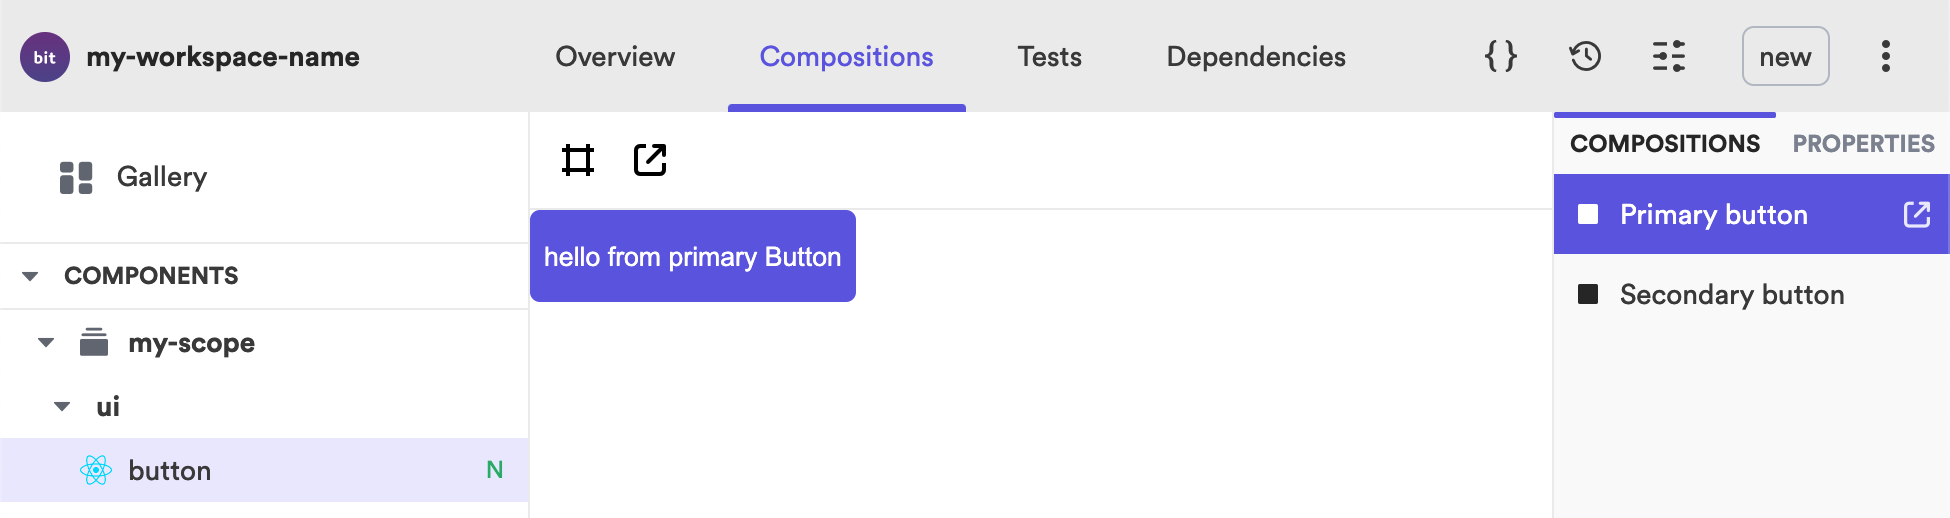 bit my-workspace-name Overview Compositions Tests Dependencies { } new
Gallery
COMPONENTS
my-scope
ui
button N
hello from primary Button
COMPOSITIONS PROPERTIES
Primary button
Secondary button